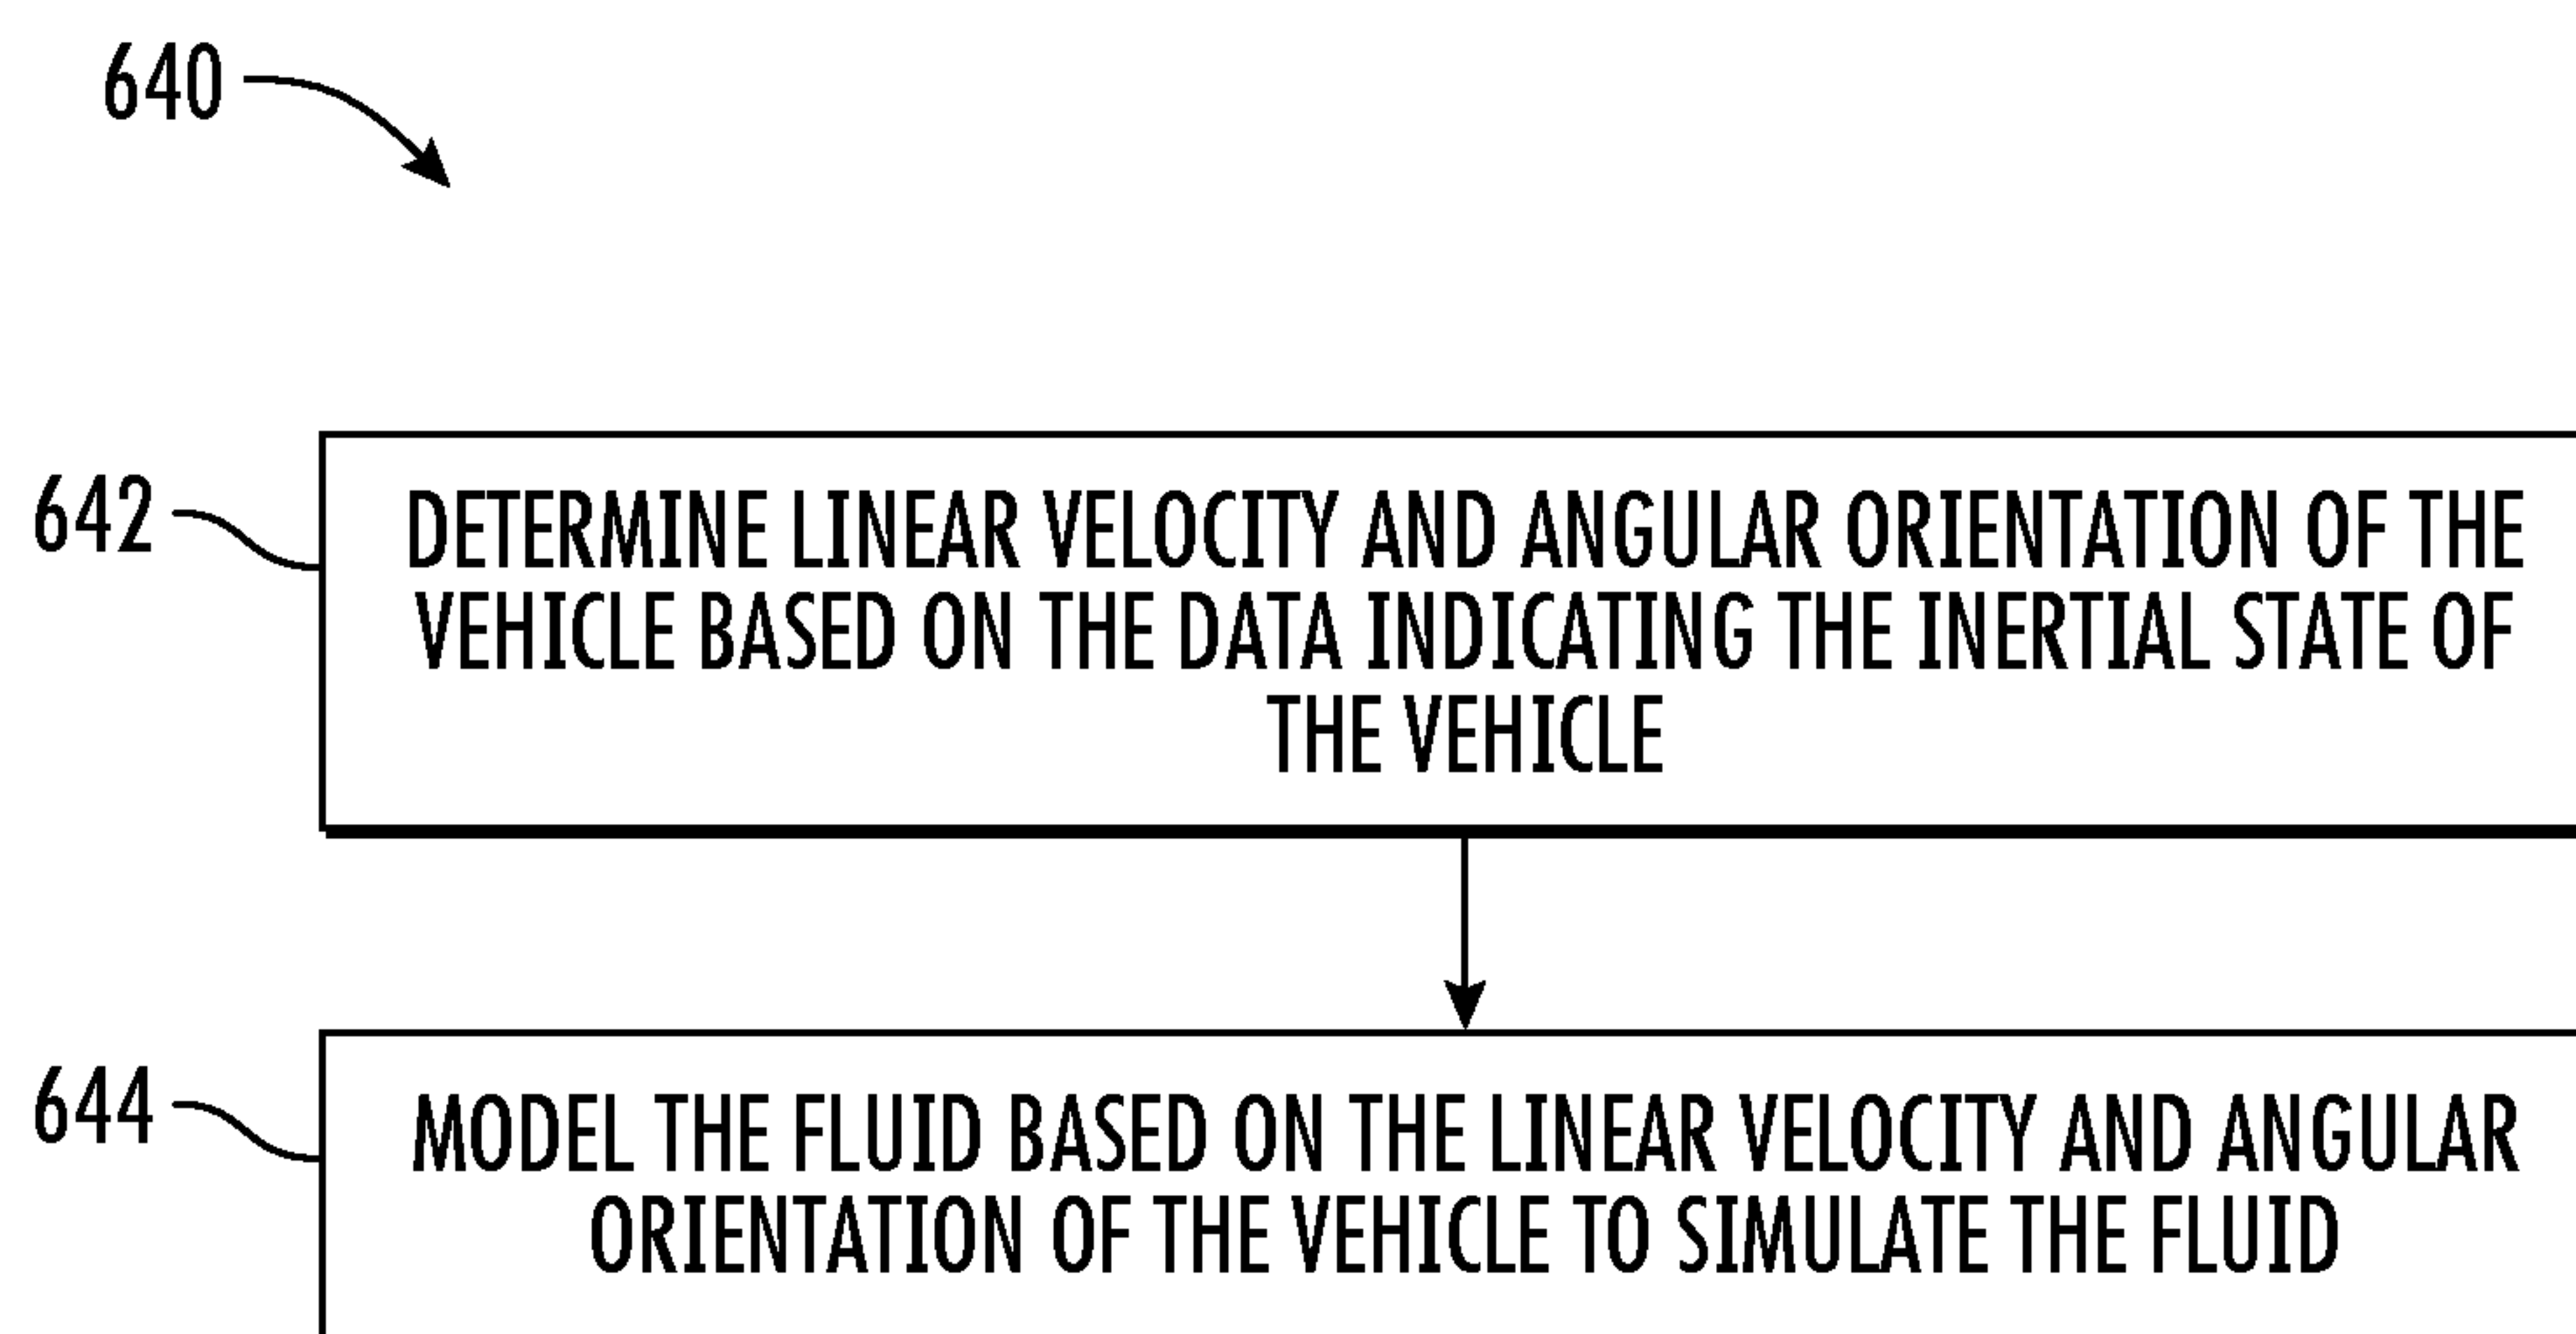 640
642
DETERMINE LINEAR VELOCITY AND ANGULAR ORIENTATION OF THE
VEHICLE BASED ON THE DATA INDICATING THE INERTIAL STATE OF
THE VEHICLE
644
MODEL THE FLUID BASED ON THE LINEAR VELOCITY AND ANGULAR
ORIENTATION OF THE VEHICLE TO SIMULATE THE FLUID